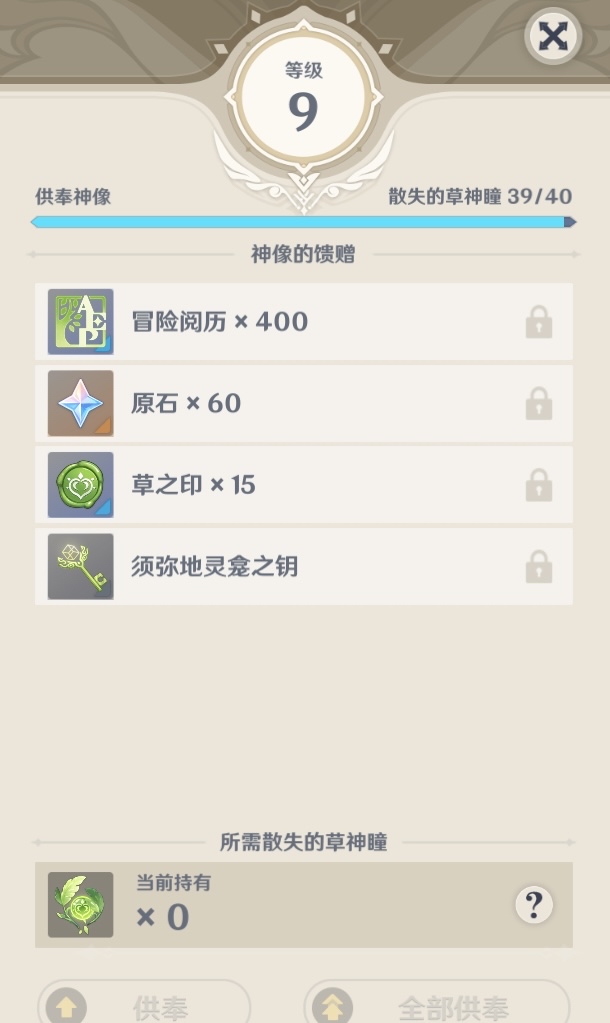 等级
9
供奉神像
散失的草神瞳 39/40
神像的馈赠
冒险阅历 × 400
原石 × 60
草之印 × 15
须弥地灵龛之钥
所需散失的草神瞳
当前持有
× 0
?
供奉
全部供奉